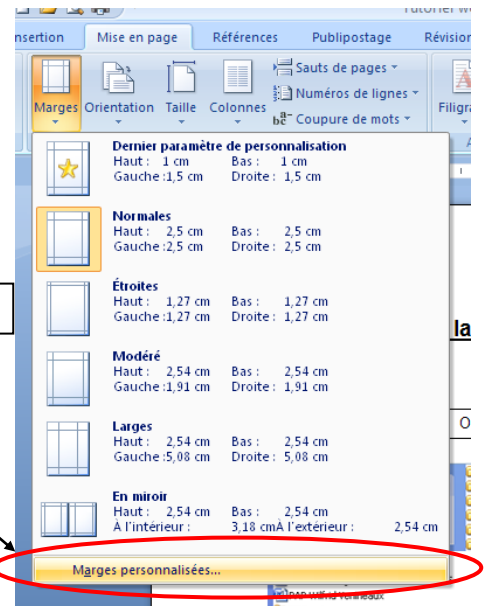 Tutoriel w
nsertion Mise en page Références Publipostage Révision
Marges Orientation Taille Colonnes Sauts de pages
Numéros de lignes
Coupure de mots
Filigra
Dernier paramètre de personnalisation
Haut : 1 cm Bas : 1 cm
Gauche :1,5 cm Droite : 1,5 cm
Normales
Haut : 2,5 cm Bas : 2,5 cm
Gauche :2,5 cm Droite : 2,5 cm
Étroites
Haut : 1,27 cm Bas : 1,27 cm
Gauche :1,27 cm Droite : 1,27 cm
la
Modéré
Haut : 2,54 cm Bas : 2,54 cm
Gauche :1,91 cm Droite : 1,91 cm
Larges
Haut : 2,54 cm Bas : 2,54 cm
Gauche :5,08 cm Droite : 5,08 cm
En miroir
Haut : 2,54 cm Bas : 2,54 cm
À l'intérieur : 3,18 cmÀ l'extérieur : 2,54 cm
Marges personnalisées...